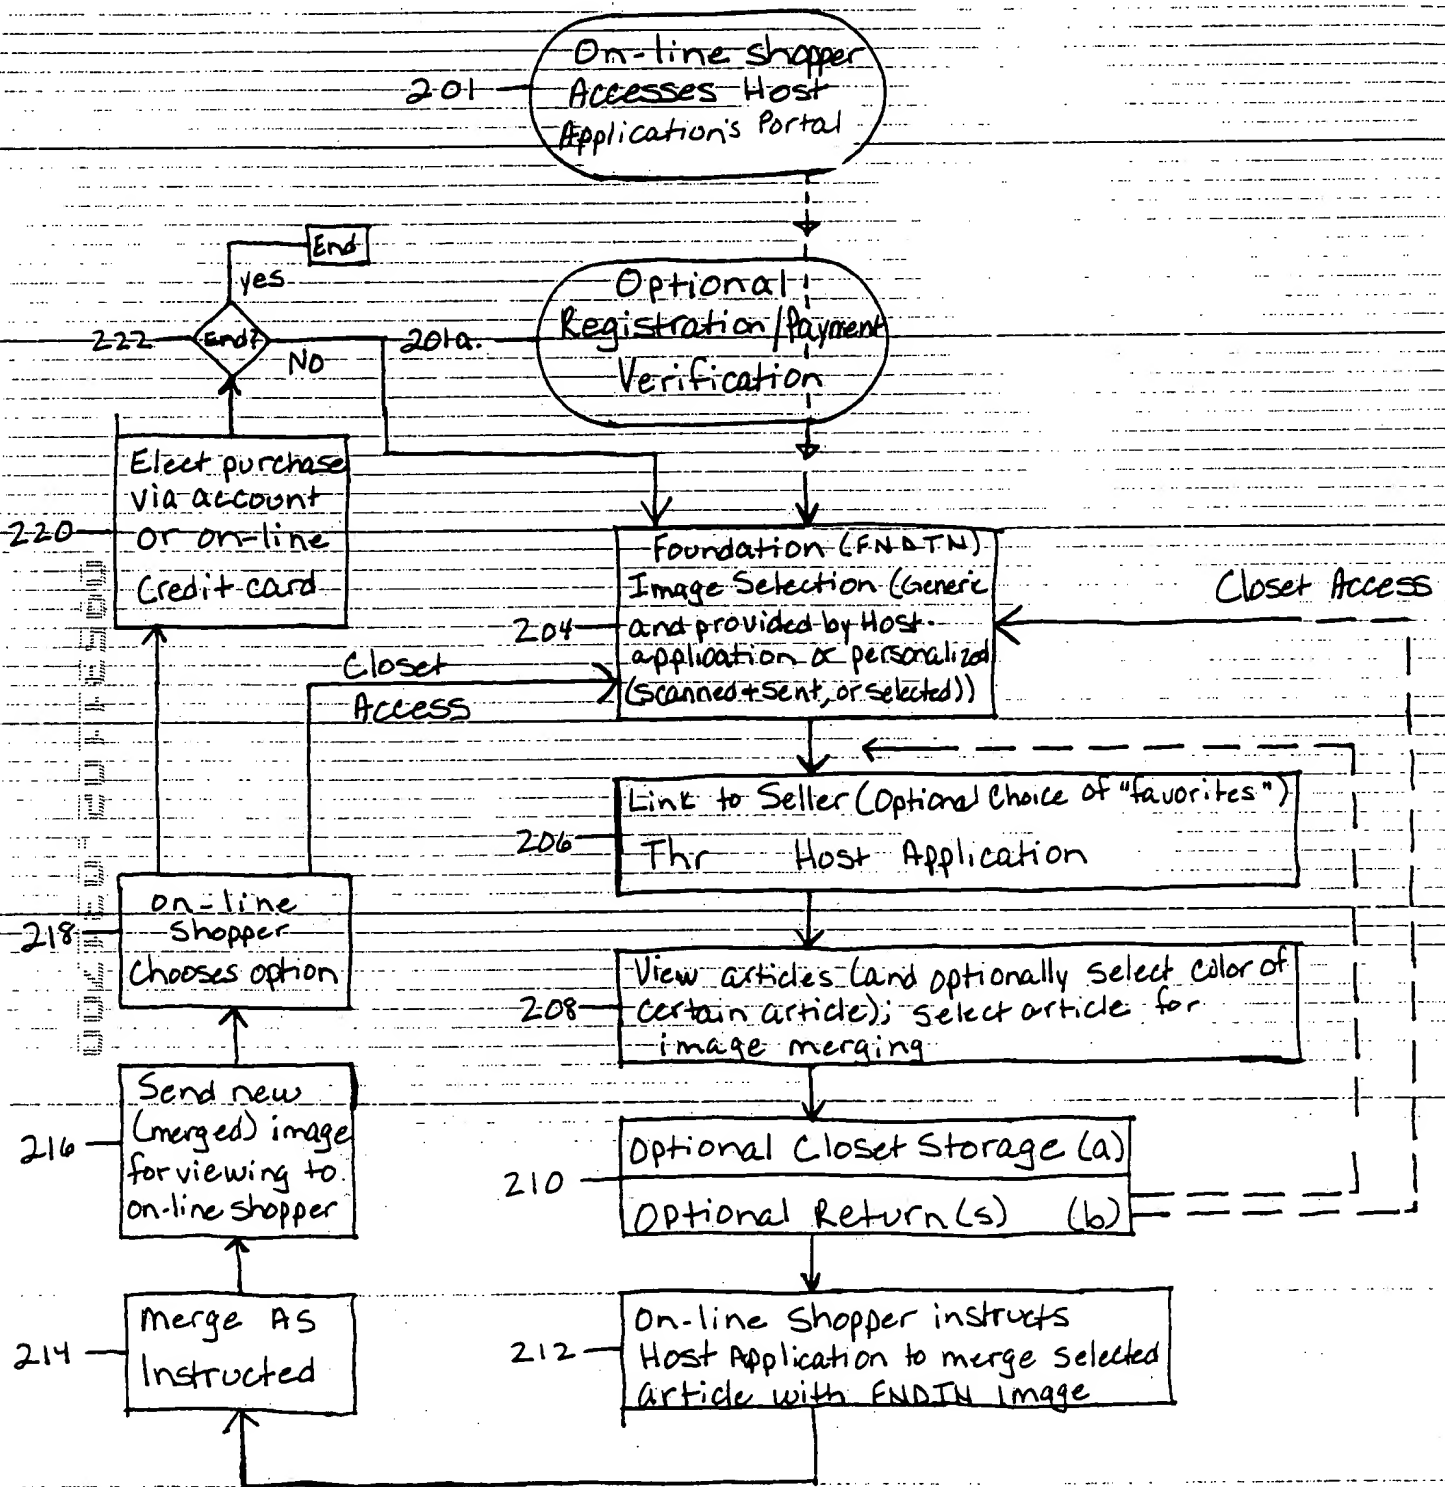 On-line shopper
201
Accesses Host
Application's Portal
End
yes
222
End?
No
201a.
Optional
Registration/Payment
Verification
Elect purchase
via account
220
or on-line
Credit card
Foundation (FNDTN)
Image Selection (Generic
204
and provided by Host
application or personalized
(scanned + sent, or selected))
Closet Access
Closet
Access
Link to Seller (Optional Choice of "favorites")
206
Thr Host Application
on-line
218
Shopper
Chooses option
View articles (and optionally select color of
208
certain article); select article for
image merging
Send new
216
(merged) image
for viewing to
on-line shopper
Optional Closet Storage (a)
210
Optional Return(s) (b)
214
Merge As
Instructed
On-line Shopper instructs
212
Host Application to merge selected
article with FNDTN Image